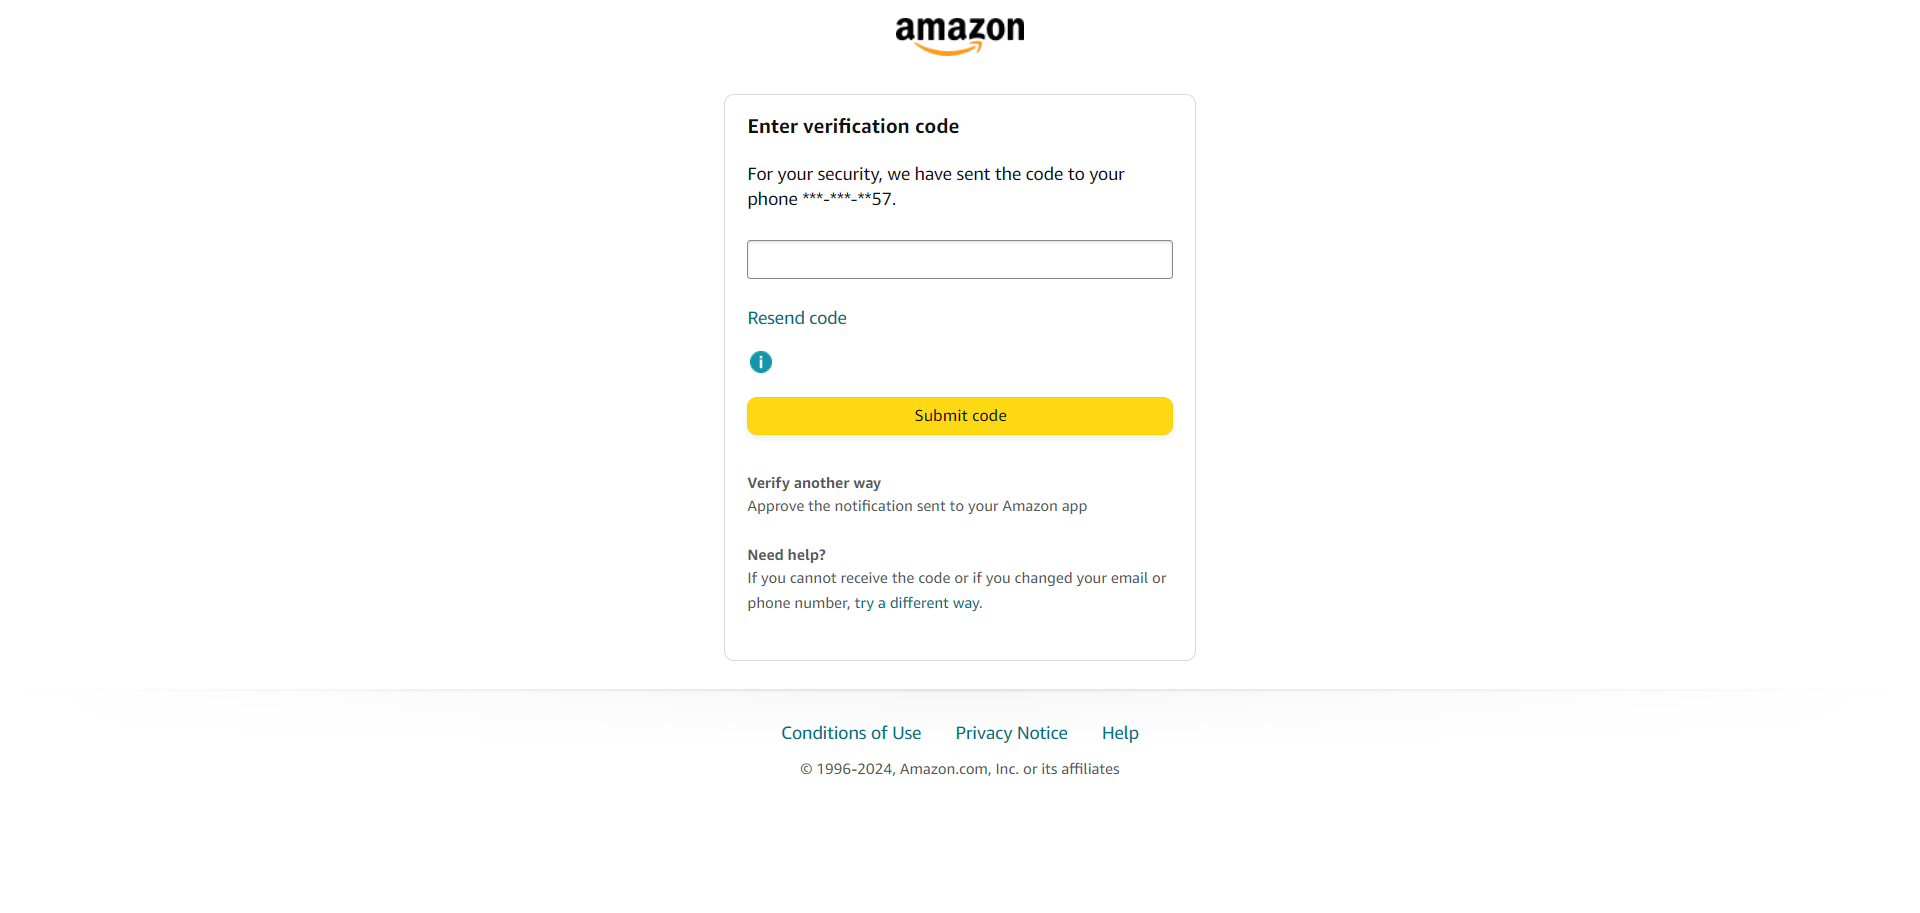 amazon
Enter verification code
For your security, we have sent the code to your
phone ***-***-**57.
Resend code
i
Submit code
Verify another way
Approve the notification sent to your Amazon app
Need help?
If you cannot receive the code or if you changed your email or
phone number, try a different way.
Conditions of Use Privacy Notice Help
© 1996-2024, Amazon.com, Inc. or its affiliates